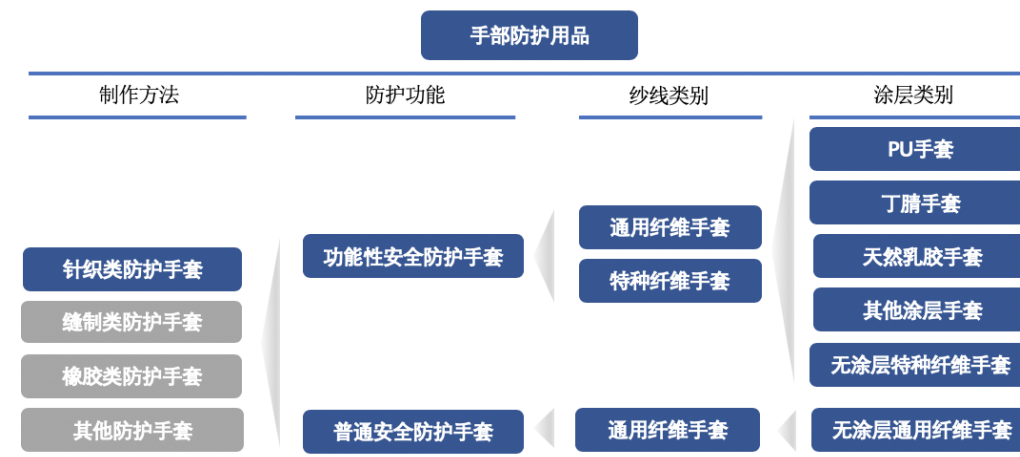 手部防护用品
制作方法
防护功能
纱线类别
涂层类别
针织类防护手套
缝制类防护手套
橡胶类防护手套
其他防护手套
功能性安全防护手套
普通安全防护手套
通用纤维手套
特种纤维手套
通用纤维手套
PU手套
丁腈手套
天然乳胶手套
其他涂层手套
无涂层特种纤维手套
无涂层通用纤维手套